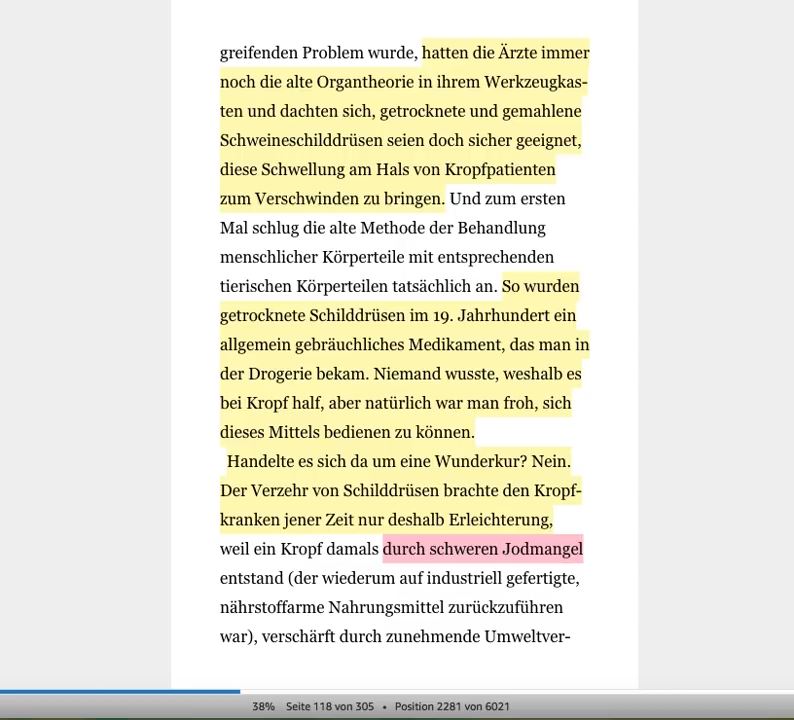 greifenden Problem wurde, hatten die Ärzte immer
noch die alte Organtheorie in ihrem Werkzeugkas-
ten und dachten sich, getrocknete und gemahlene
Schweineschilddrüsen seien doch sicher geeignet,
diese Schwellung am Hals von Kropfpatienten
zum Verschwinden zu bringen. Und zum ersten
Mal schlug die alte Methode der Behandlung
menschlicher Körperteile mit entsprechenden
tierischen Körperteilen tatsächlich an. So wurden
getrocknete Schilddrüsen im 19. Jahrhundert ein
allgemein gebräuchliches Medikament, das man in
der Drogerie bekam. Niemand wusste, weshalb es
bei Kropf half, aber natürlich war man froh, sich
dieses Mittels bedienen zu können.
Handelte es sich da um eine Wunderkur? Nein.
Der Verzehr von Schilddrüsen brachte den Kropf-
kranken jener Zeit nur deshalb Erleichterung,
weil ein Kropf damals durch schweren Jodmangel
entstand (der wiederum auf industriell gefertigte,
nährstoffarme Nahrungsmittel zurückzuführen
war), verschärft durch zunehmende Umweltver-
38% Seite 118 von 305 • Position 2281 von 6021